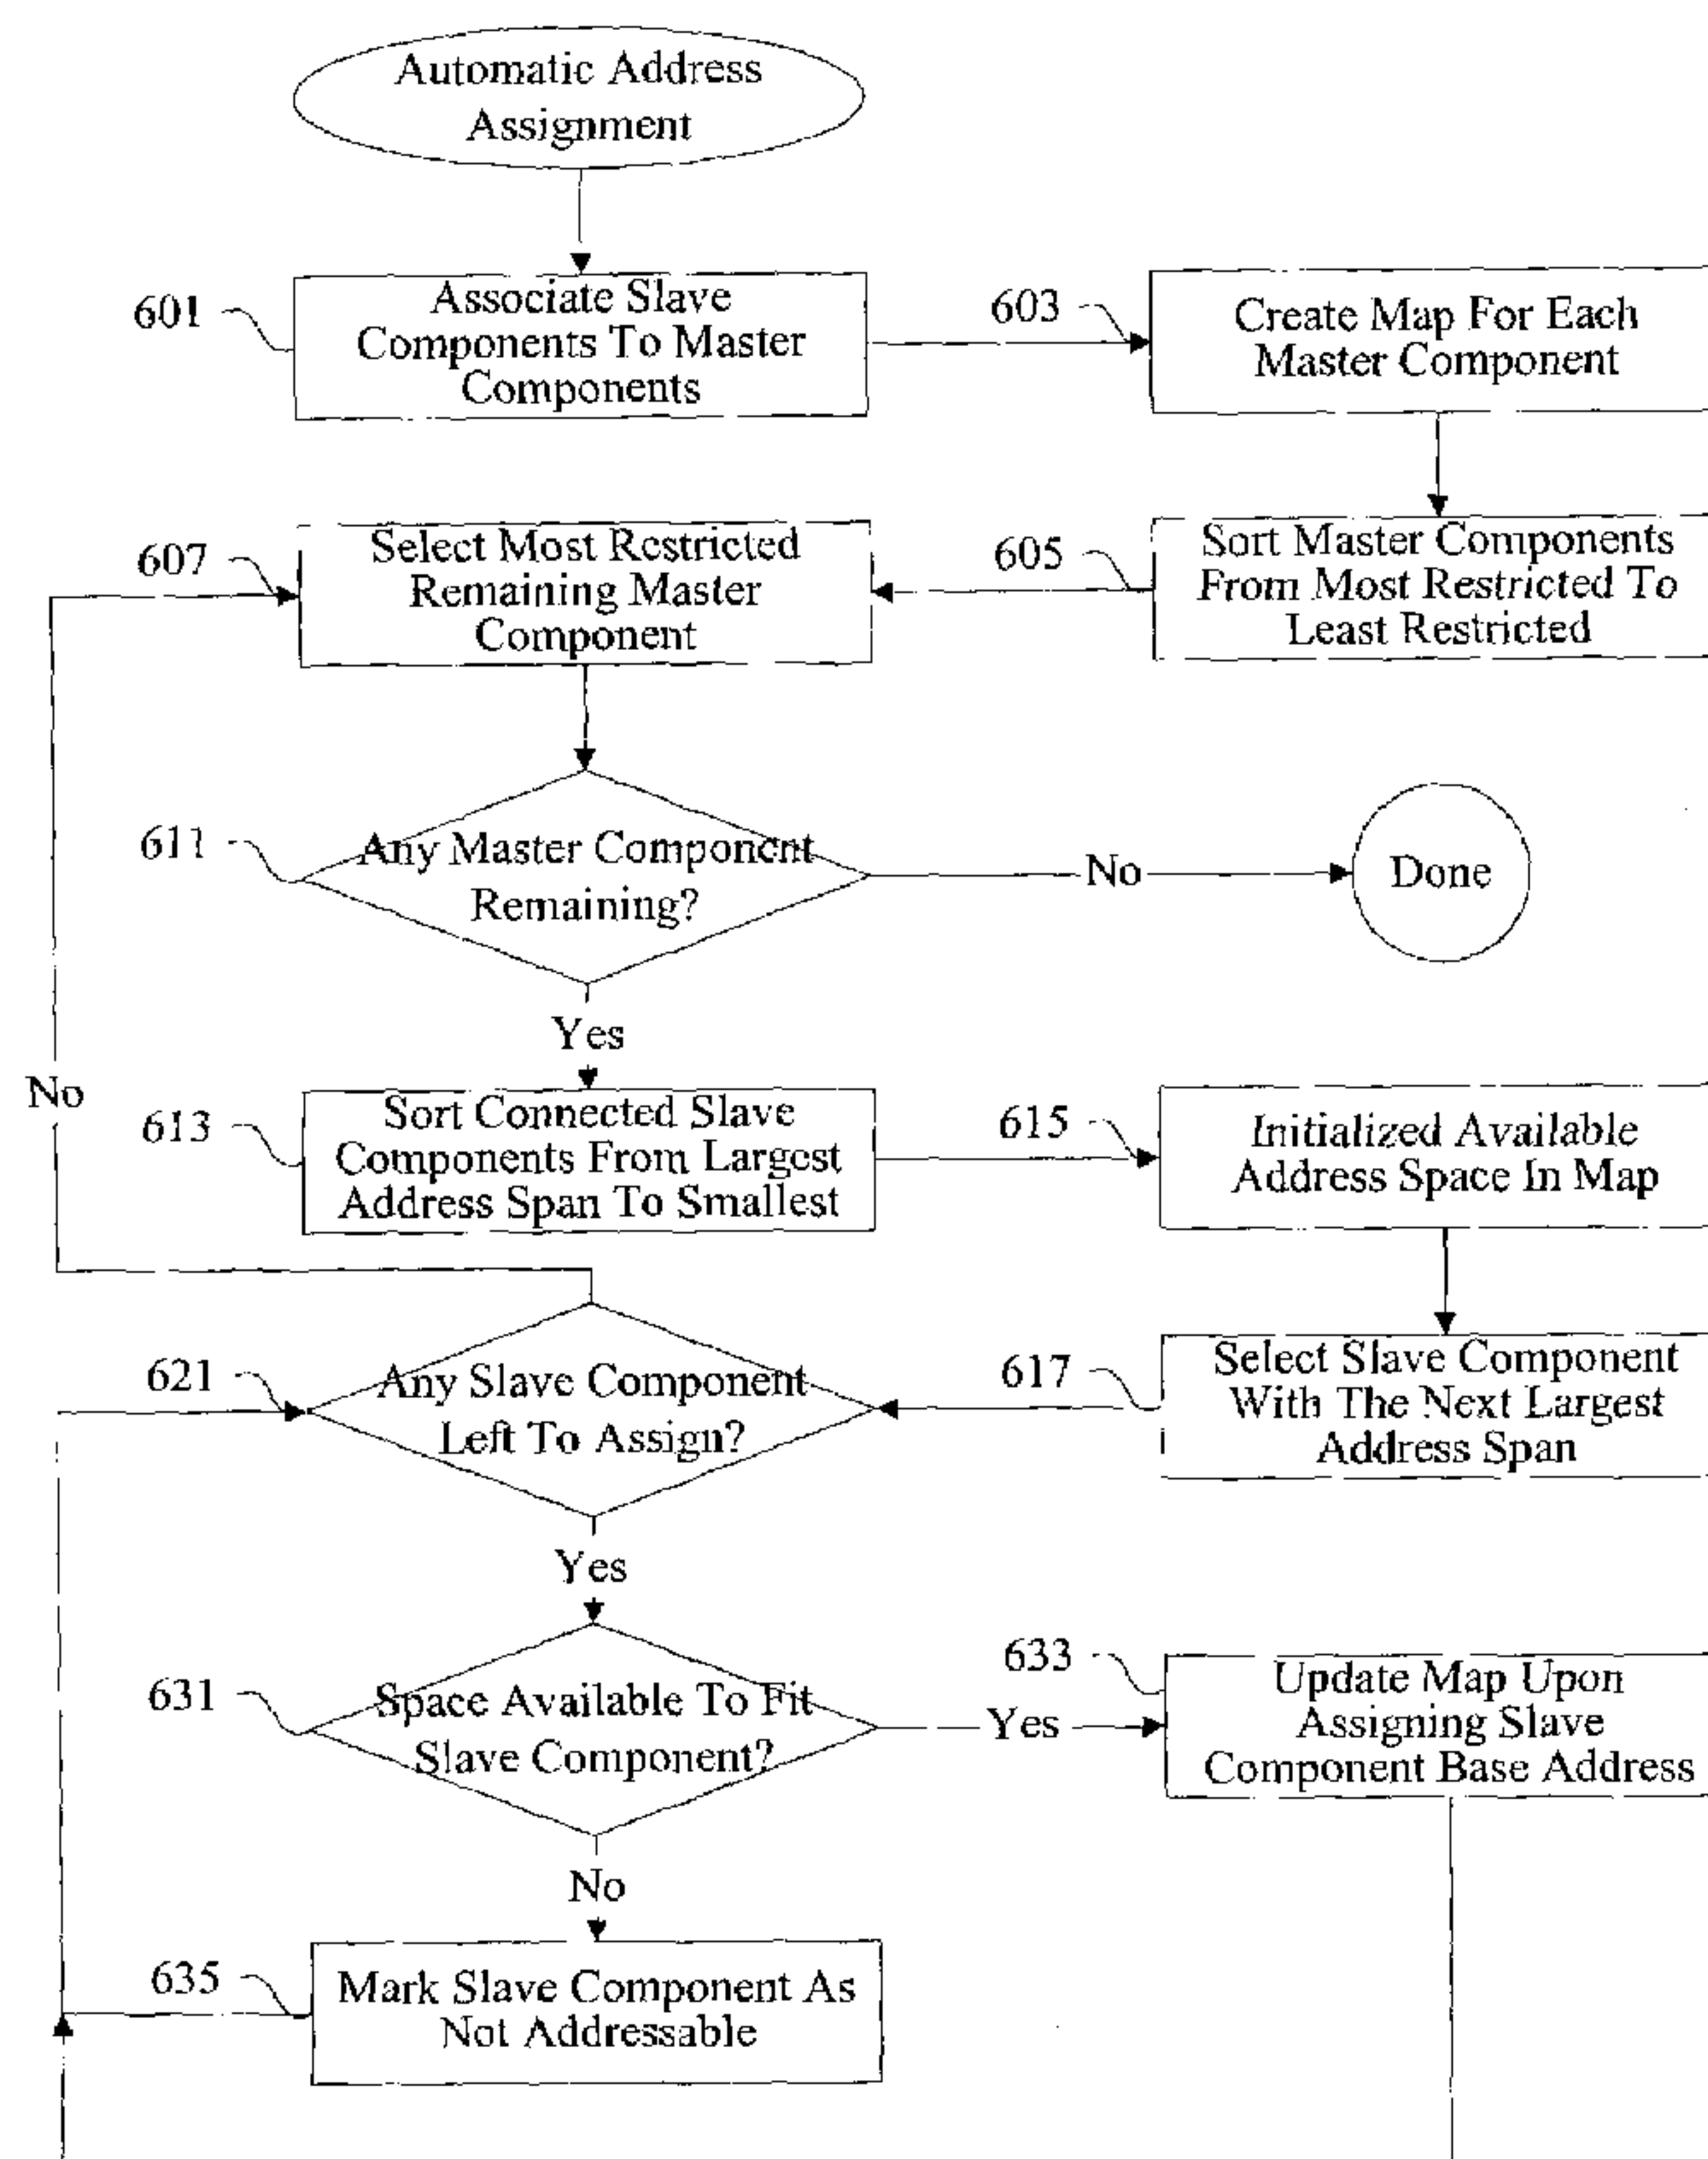 Automatic Address
Assignment
601
Associate Slave
Components To Master
Components
603
Create Map For Each
Master Component
607
Select Most Restricted
Remaining Master
Component
605
Sort Master Components
From Most Restricted To
Least Restricted
611
Any Master Component
Remaining?
No
Done
Yes
No
613
Sort Connected Slave
Components From Largest
Address Span To Smallest
615
Initialized Available
Address Space In Map
621
Any Slave Component
Left To Assign?
617
Select Slave Component
With The Next Largest
Address Span
Yes
631
Space Available To Fit
Slave Component?
Yes
633
Update Map Upon
Assigning Slave
Component Base Address
No
635
Mark Slave Component As
Not Addressable